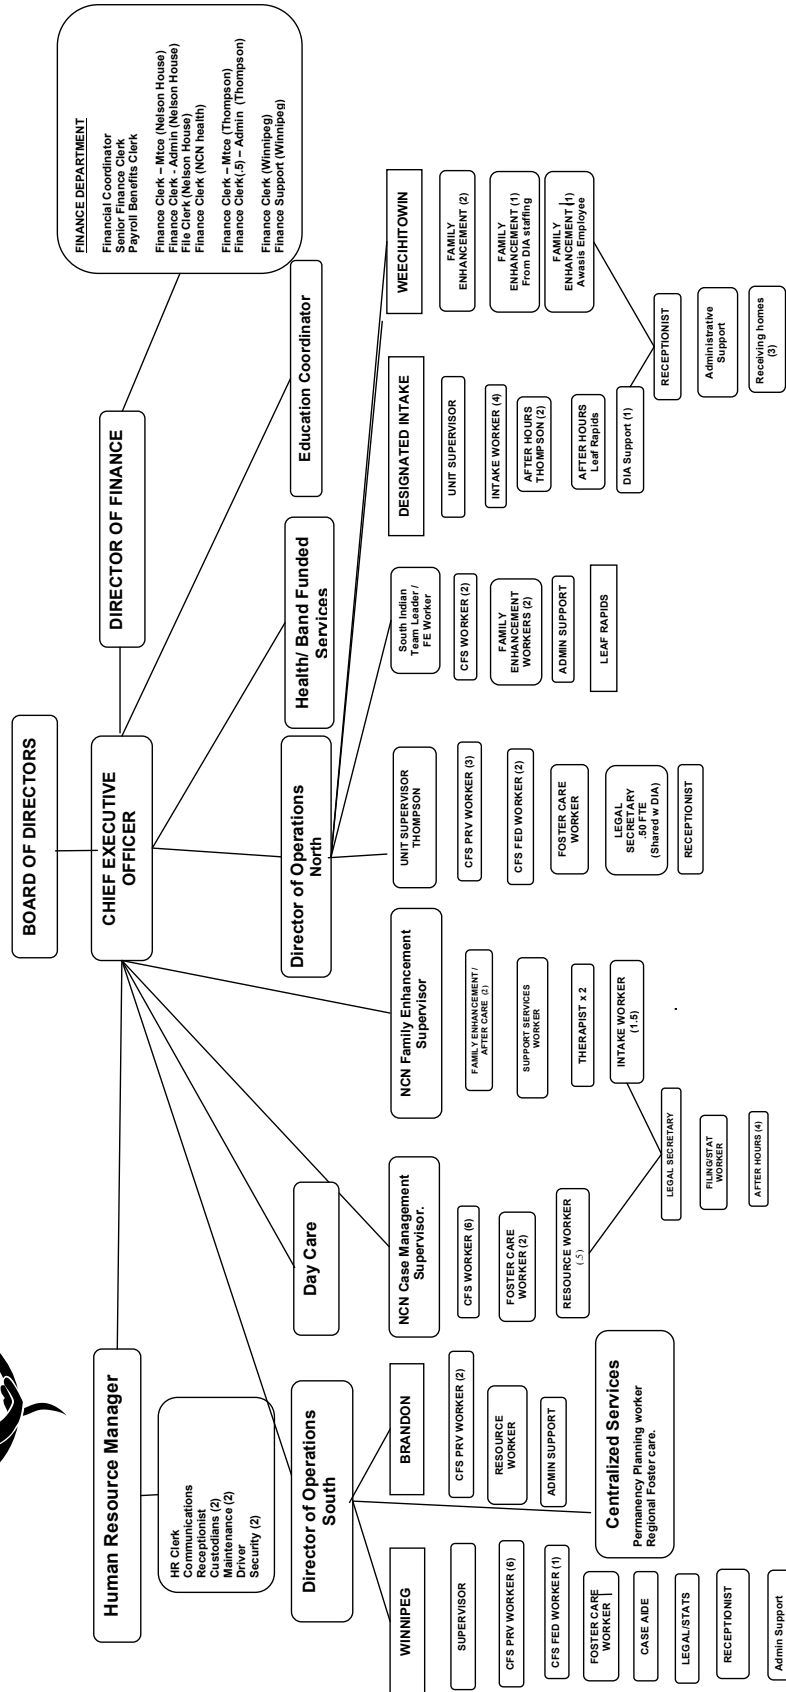 BOARD OF DIRECTORS
CHIEF EXECUTIVE
OFFICER
Human Resource Manager
HR Clerk
Communications
Receptionist
Custodians (2)
Maintenance (2)
Driver
Security (2)
DIRECTOR OF FINANCE
FINANCE DEPARTMENT
Financial Coordinator
Senior Finance Clerk
Payroll Benefits Clerk
Finance Clerk – Mtce (Nelson House)
Finance Clerk - Admin (Nelson House)
File Clerk (Nelson House)
Finance Clerk (NCN health)
Finance Clerk – Mtce (Thompson)
Finance Clerk(.5) – Admin (Thompson)
Finance Clerk (Winnipeg)
Finance Support (Winnipeg)
Director of Operations
South
Day Care
Director of Operations
North
Health/ Band Funded
Services
Education Coordinator
WINNIPEG
SUPERVISOR
CFS PRV WORKER (6)
CFS FED WORKER (1)
FOSTER CARE
WORKER
CASE AIDE
LEGAL/STATS
RECEPTIONIST
Admin Support
BRANDON
CFS PRV WORKER (2)
RESOURCE
WORKER
ADMIN SUPPORT
Centralized Services
Permanency Planning worker
Regional Foster care.
NCN Case Management
Supervisor.
CFS WORKER (6)
FOSTER CARE
WORKER (2)
RESOURCE WORKER
(.5)
NCN Family Enhancement
Supervisor
FAMILY ENHANCEMENT /
AFTER CARE (2)
SUPPORT SERVICES
WORKER
THERAPIST x 2
INTAKE WORKER
(1.5)
LEGAL SECRETARY
FILING/STAT
WORKER
AFTER HOURS (4)
UNIT SUPERVISOR
THOMPSON
CFS PRV WORKER (3)
CFS FED WORKER (2)
FOSTER CARE
WORKER
LEGAL
SECRETARY
.50 FTE
(Shared w DIA)
RECEPTIONIST
South Indian
Team Leader /
FE Worker
CFS WORKER (2)
FAMILY
ENHANCEMENT
WORKERS (2)
ADMIN SUPPORT
LEAF RAPIDS
DESIGNATED INTAKE
UNIT SUPERVISOR
INTAKE WORKER (4)
AFTER HOURS
THOMPSON (2)
AFTER HOURS
Leaf Rapids
DIA Support (1)
WEECIHITOWIN
FAMILY
ENHANCEMENT (2)
FAMILY
ENHANCEMENT (1)
From DIA staffing
FAMILY
ENHANCEMENT (1)
Awasis Employee
RECEPTIONIST
Administrative
Support
Receiving homes
(3)